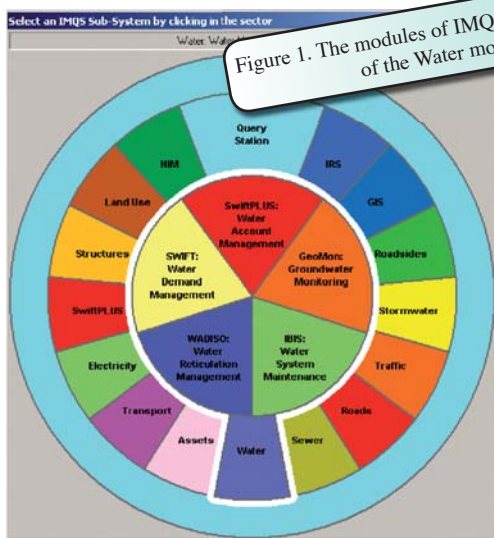 Select an IMQS Sub-System by clicking in the sector
Water: Water
Figure 1. The modules of IMQ
of the Water mo
Query
Station
IRS
GIS
Roadsides
Stormwater
Traffic
Roads
Sewer
Water
Assets
Transport
Electricity
SwiftPLUS
Structures
Land Use
HIM
SwiftPLUS:
Water
Account
Management
GeoMon:
Groundwater
Monitoring
IBIS:
Water
System
Maintenance
WADISO:
Water
Reticulation
Management
SWIFT:
Water
Demand
Management